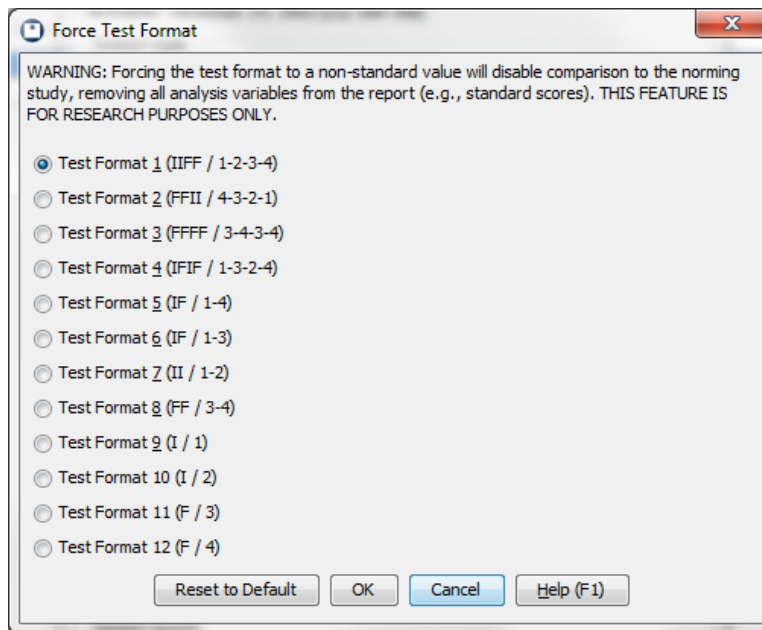 Force Test Format
WARNING: Forcing the test format to a non-standard value will disable comparison to the norming
study, removing all analysis variables from the report (e.g., standard scores). THIS FEATURE IS
FOR RESEARCH PURPOSES ONLY.
Test Format 1 (IIFF / 1-2-3-4)
Test Format 2 (FFII / 4-3-2-1)
Test Format 3 (FFFF / 3-4-3-4)
Test Format 4 (IFIF / 1-3-2-4)
Test Format 5 (IF / 1-4)
Test Format 6 (IF / 1-3)
Test Format 7 (II / 1-2)
Test Format 8 (FF / 3-4)
Test Format 9 (I / 1)
Test Format 10 (I / 2)
Test Format 11 (F / 3)
Test Format 12 (F / 4)
Reset to Default OK Cancel Help (F1)